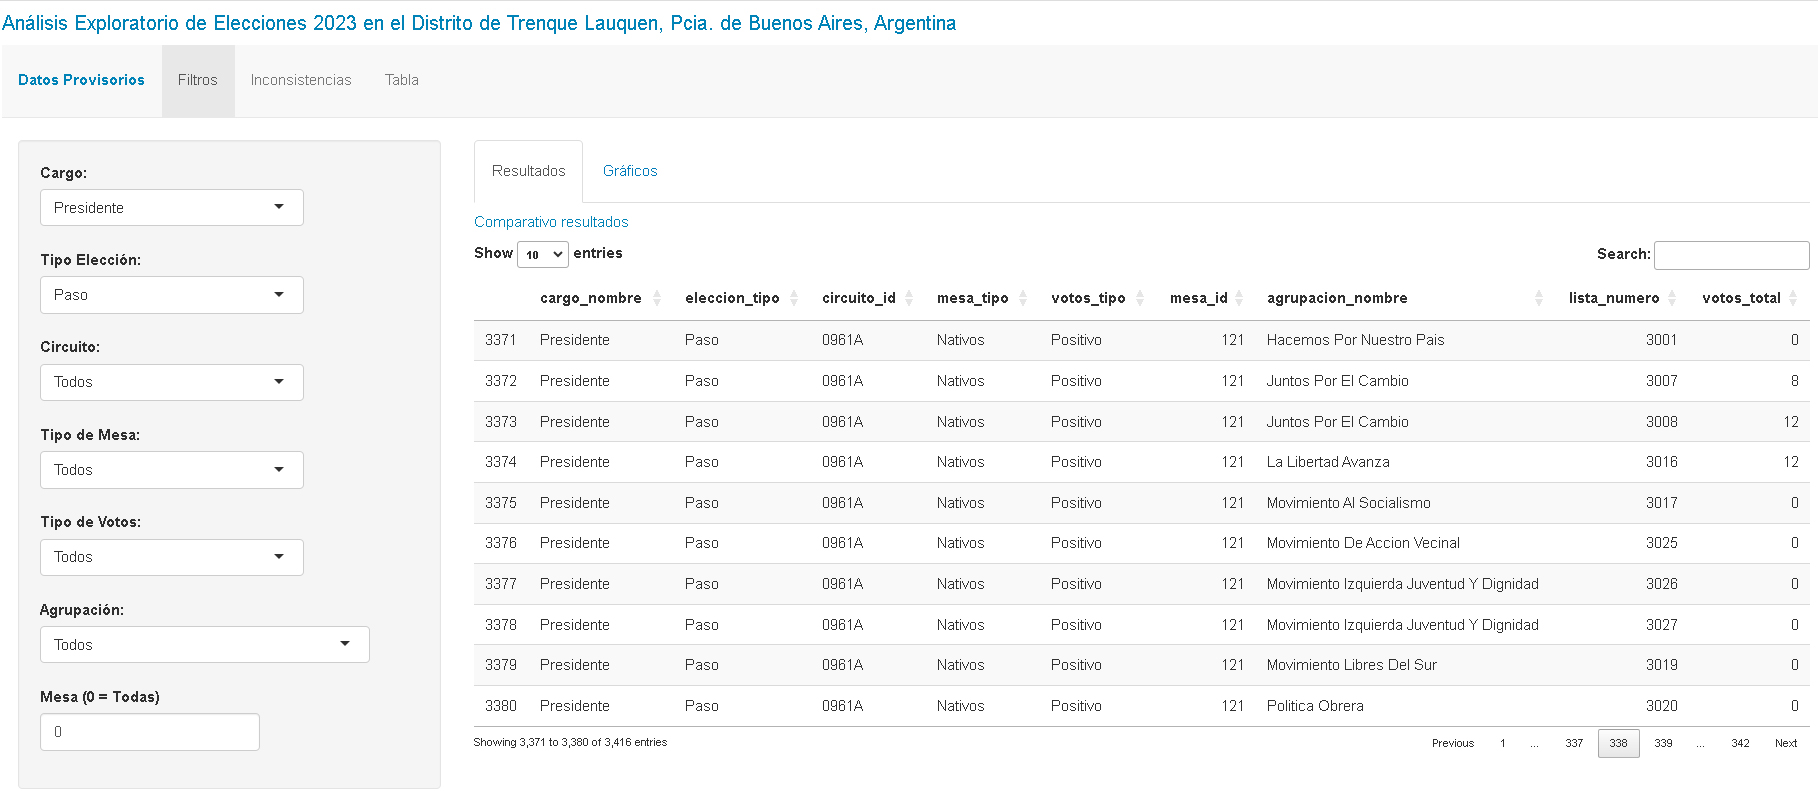 Análisis Exploratorio de Elecciones 2023 en el Distrito de Trenque Lauquen, Pcia. de Buenos Aires, Argentina
Datos Provisorios Filtros Inconsistencias Tabla
Cargo:
Presidente
Tipo Elección:
Paso
Circuito:
Todos
Tipo de Mesa:
Todos
Tipo de Votos:
Todos
Agrupación:
Todos
Mesa (0 = Todas)
0
Resultados Gráficos
Comparativo resultados
Show 10 entries Search:
cargo_nombre eleccion_tipo circuito_id mesa_tipo votos_tipo mesa_id agrupacion_nombre lista_numero votos_total
3371 Presidente Paso 0961A Nativos Positivo 121 Hacemos Por Nuestro Pais 3001 0
3372 Presidente Paso 0961A Nativos Positivo 121 Juntos Por El Cambio 3007 8
3373 Presidente Paso 0961A Nativos Positivo 121 Juntos Por El Cambio 3008 12
3374 Presidente Paso 0961A Nativos Positivo 121 La Libertad Avanza 3016 12
3375 Presidente Paso 0961A Nativos Positivo 121 Movimiento Al Socialismo 3017 0
3376 Presidente Paso 0961A Nativos Positivo 121 Movimiento De Accion Vecinal 3025 0
3377 Presidente Paso 0961A Nativos Positivo 121 Movimiento Izquierda Juventud Y Dignidad 3026 0
3378 Presidente Paso 0961A Nativos Positivo 121 Movimiento Izquierda Juventud Y Dignidad 3027 0
3379 Presidente Paso 0961A Nativos Positivo 121 Movimiento Libres Del Sur 3019 0
3380 Presidente Paso 0961A Nativos Positivo 121 Politica Obrera 3020 0
Showing 3,371 to 3,380 of 3,416 entries Previous 1 ... 337 338 339 ... 342 Next